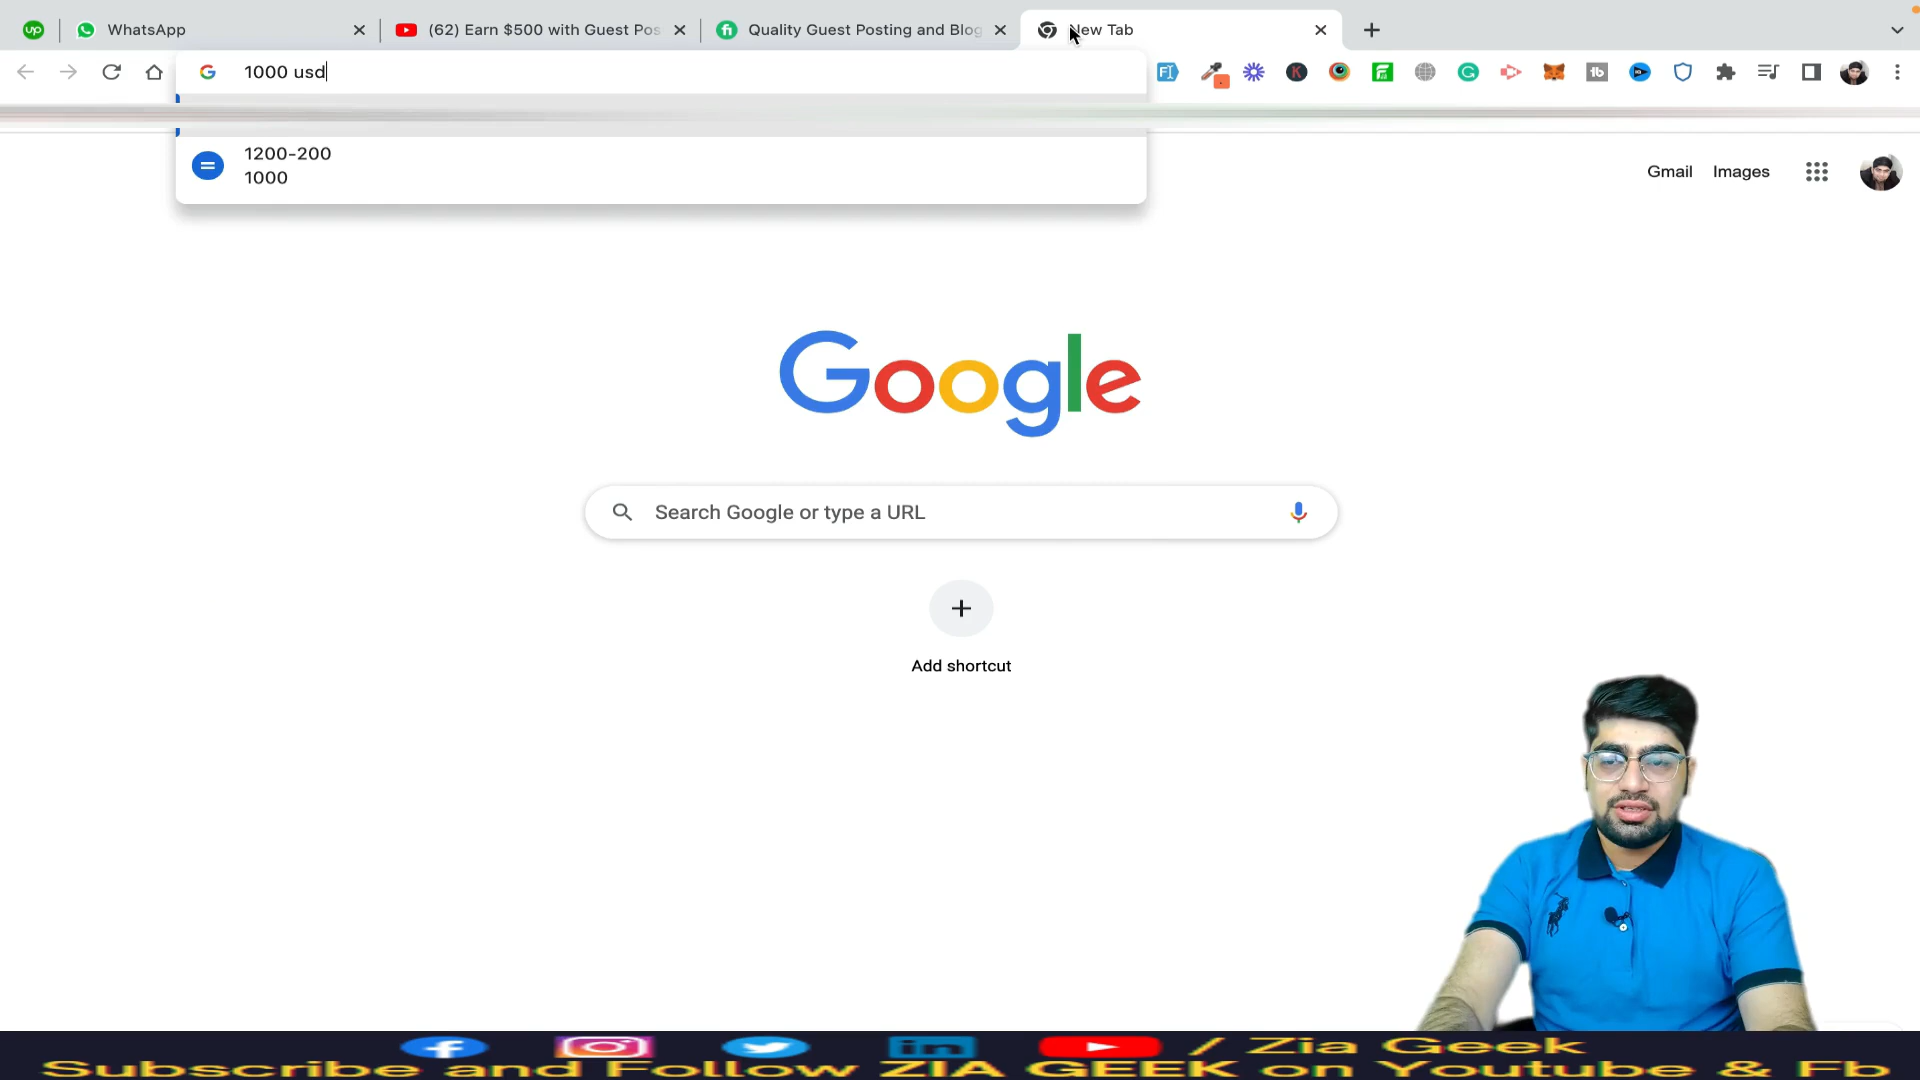 up
WhatsApp
(62) Earn $500 with Guest Pos
fi
Quality Guest Posting and Blog
New Tab
1000 usd
1200-200
1000
Gmail
Images
Google
Search Google or type a URL
Add shortcut
/ Zia Geek
Subscribe and Follow ZIA GEEK on Youtube & Fb